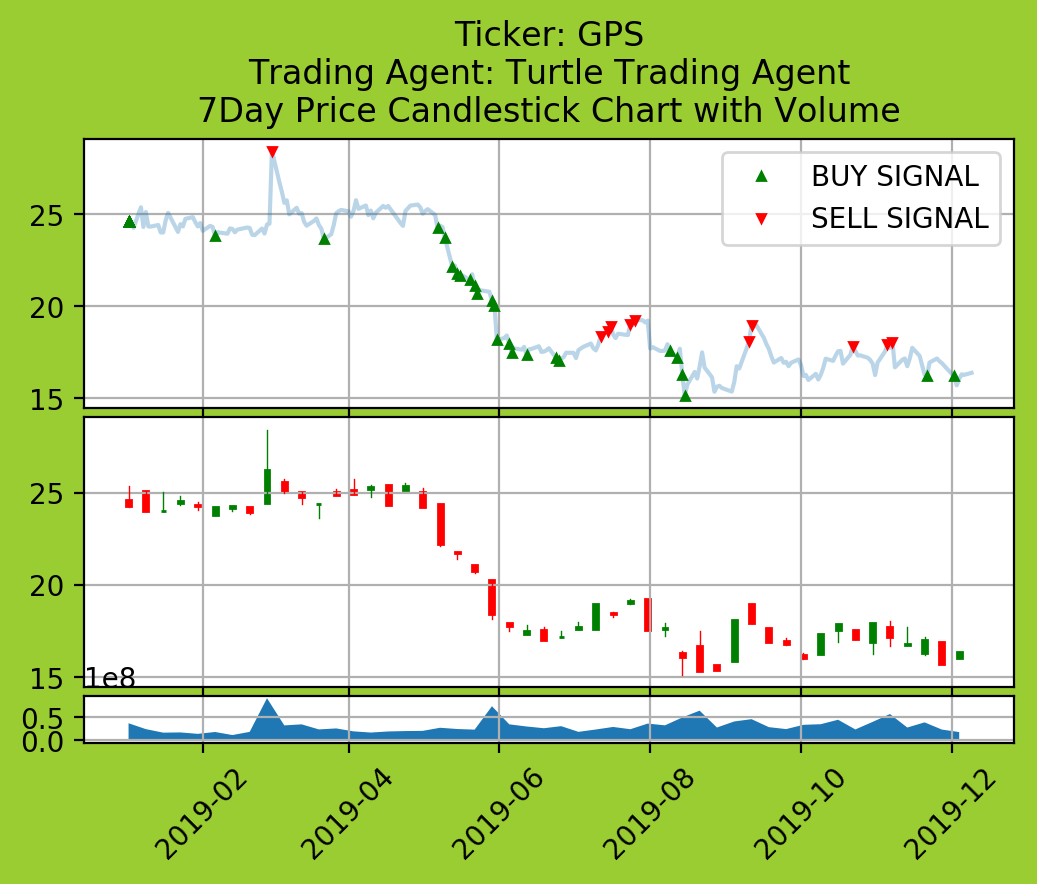 Ticker: GPS
Trading Agent: Turtle Trading Agent
7Day Price Candlestick Chart with Volume
BUY SIGNAL
SELL SIGNAL
25
20
15
25
20
15
1e8
0.5
0.0
2019-02
2019-04
2019-06
2019-08
2019-10
2019-12